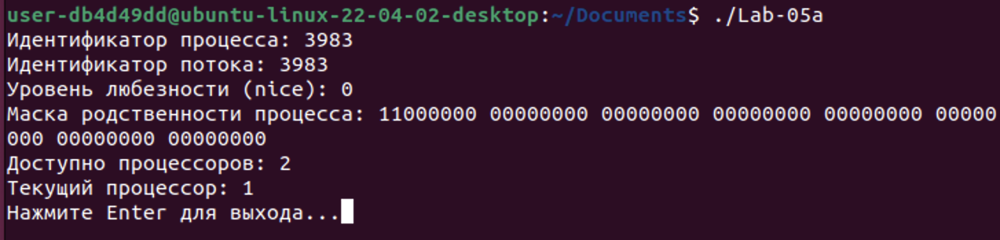 user-db4d49dd@ubuntu-linux-22-04-02-desktop:~/Documents$ ./Lab-05a
Идентификатор процесса: 3983
Идентификатор потока: 3983
Уровень любезности (nice): 0
Маска родственности процесса: 11000000 00000000 00000000 00000000 00000000 00000
000 00000000 00000000
Доступно процессоров: 2
Текущий процессор: 1
Нажмите Enter для выхода...